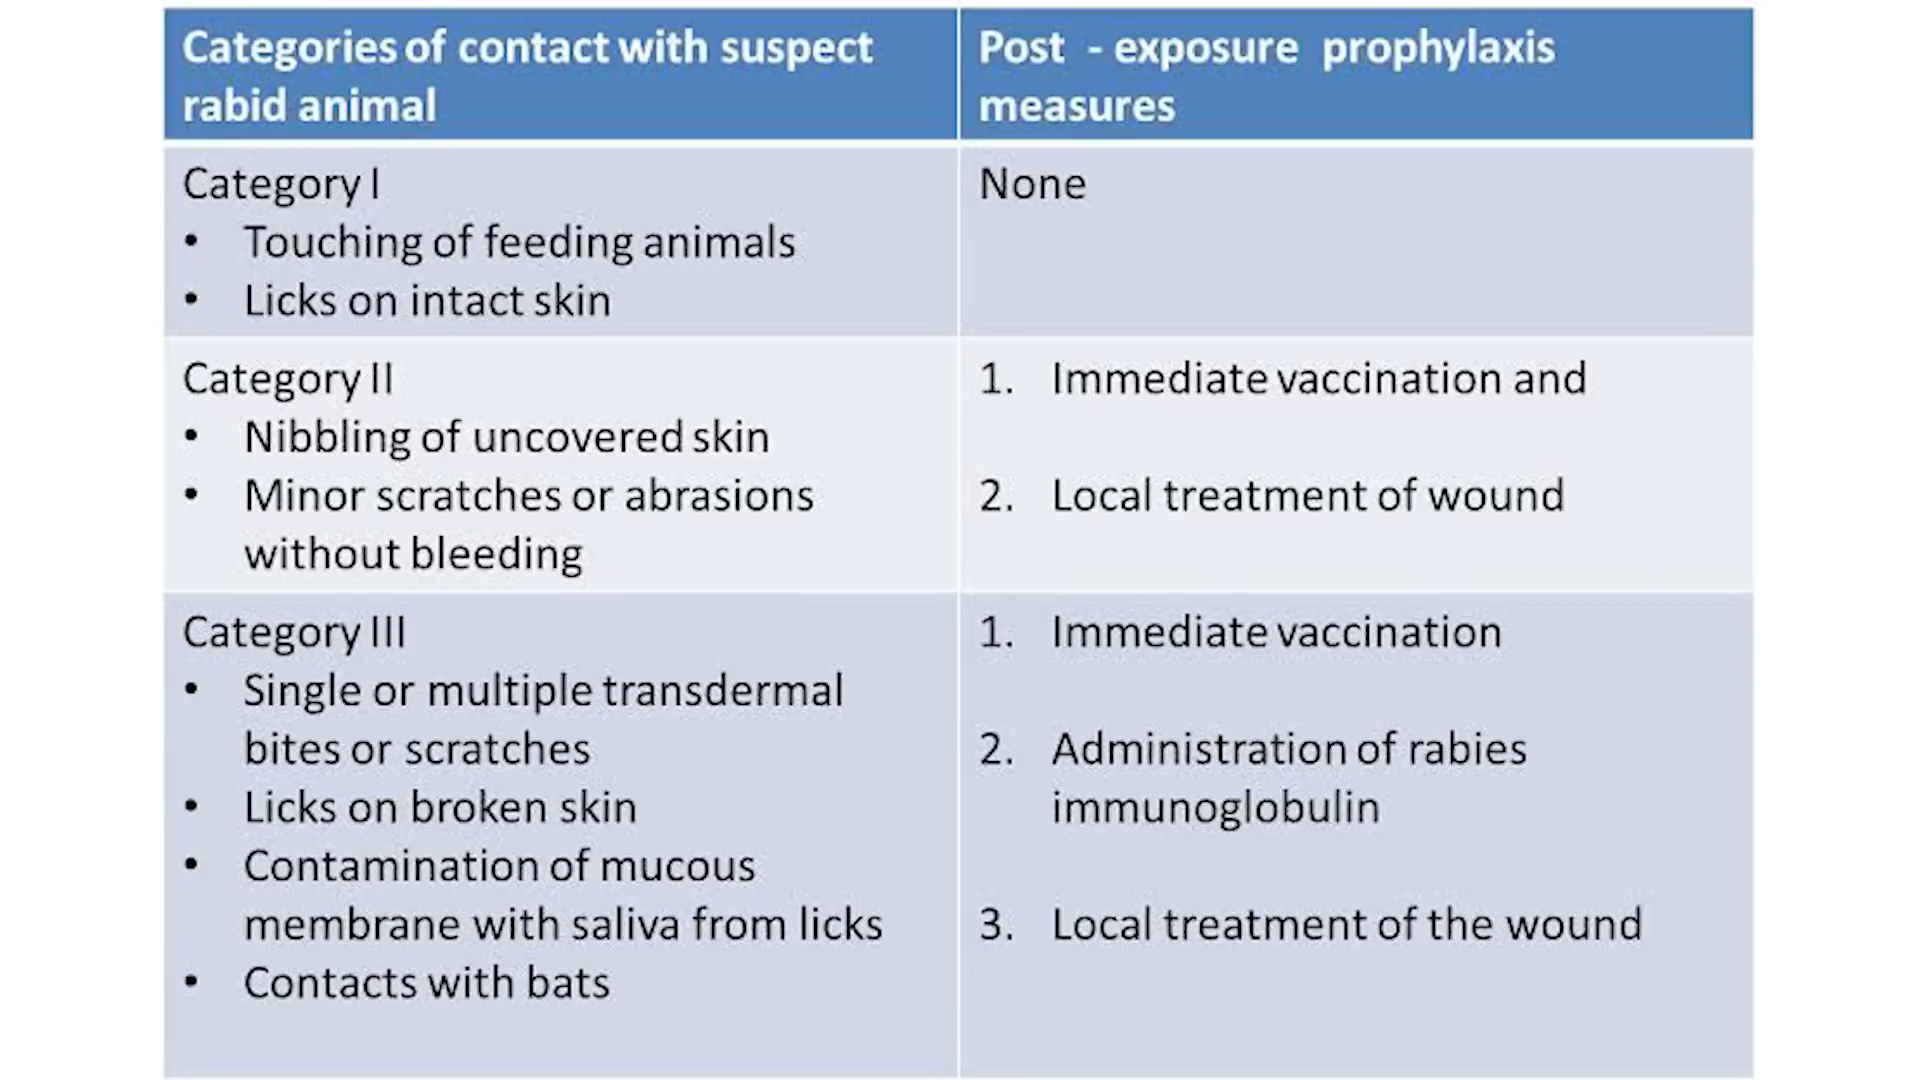 Categories of contact with suspect
rabid animal
Post - exposure prophylaxis
measures
Category I
• Touching of feeding animals
• Licks on intact skin
None
Category II
• Nibbling of uncovered skin
• Minor scratches or abrasions
without bleeding
1. Immediate vaccination and
2. Local treatment of wound
Category III
• Single or multiple transdermal
bites or scratches
• Licks on broken skin
• Contamination of mucous
membrane with saliva from licks
• Contacts with bats
1. Immediate vaccination
2. Administration of rabies
immunoglobulin
3. Local treatment of the wound